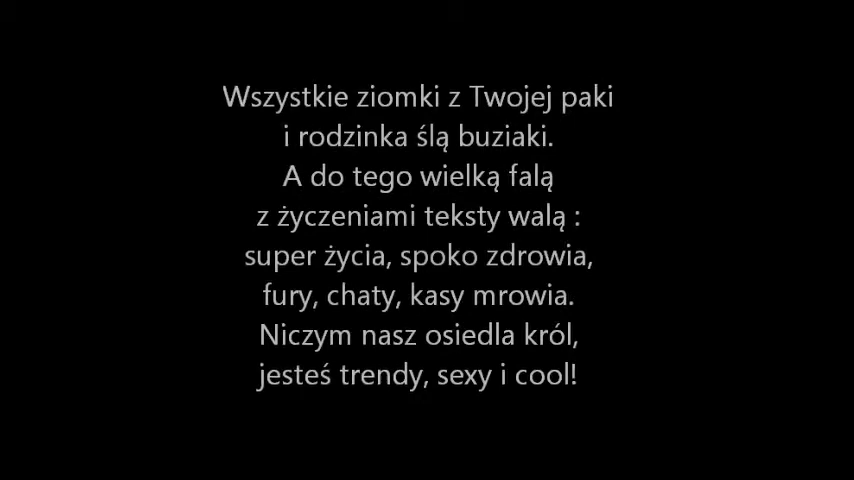 Wszystkie ziomki z Twojej paki
i rodzinka ślą buziaki.
A do tego wielką falą
z życzeniami teksty walą :
super życia, spoko zdrowia,
fury, chaty, kasy mrowia.
Niczym nasz osiedla król,
jesteś trendy, sexy i cool!